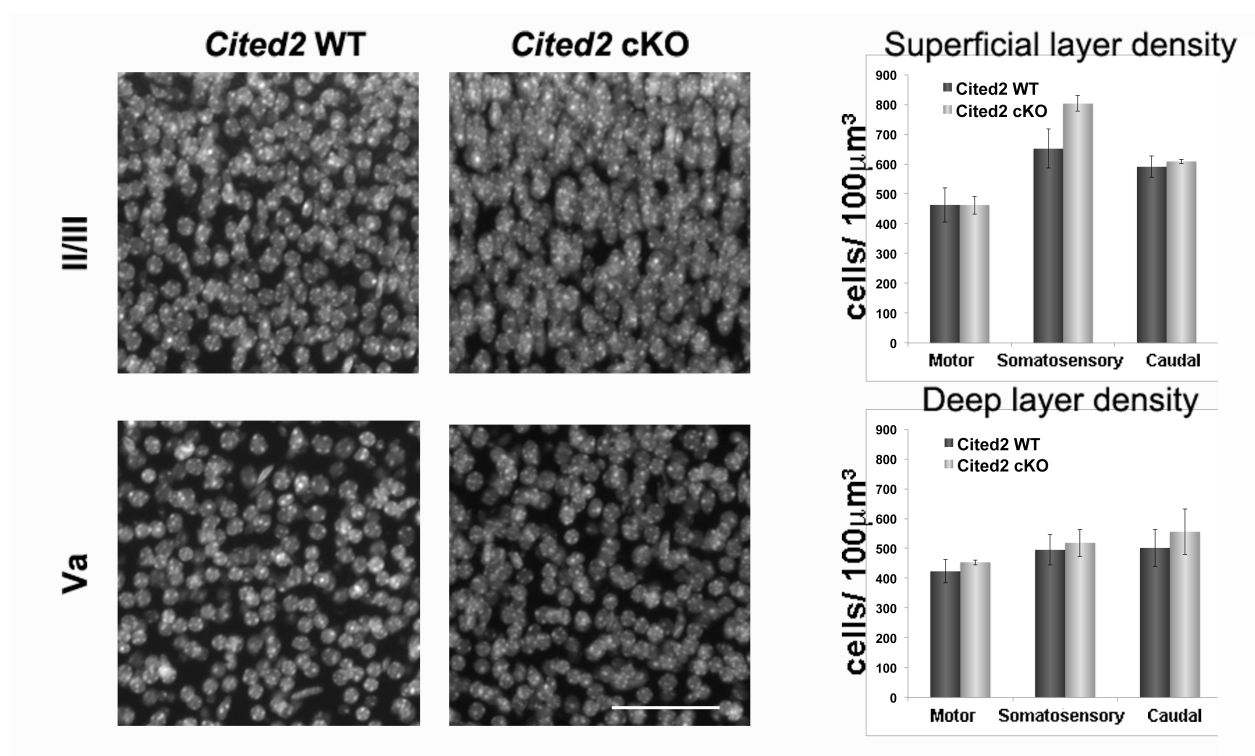 Cited2 WT
Cited2 cKO
II/III
Va
Superficial layer density
cells/ 100µm³
900
800
700
600
500
400
300
200
100
0
Cited2 WT
Cited2 cKO
Motor
Somatosensory
Caudal
Deep layer density
cells/ 100µm³
900
800
700
600
500
400
300
200
100
0
Cited2 WT
Cited2 cKO
Motor
Somatosensory
Caudal